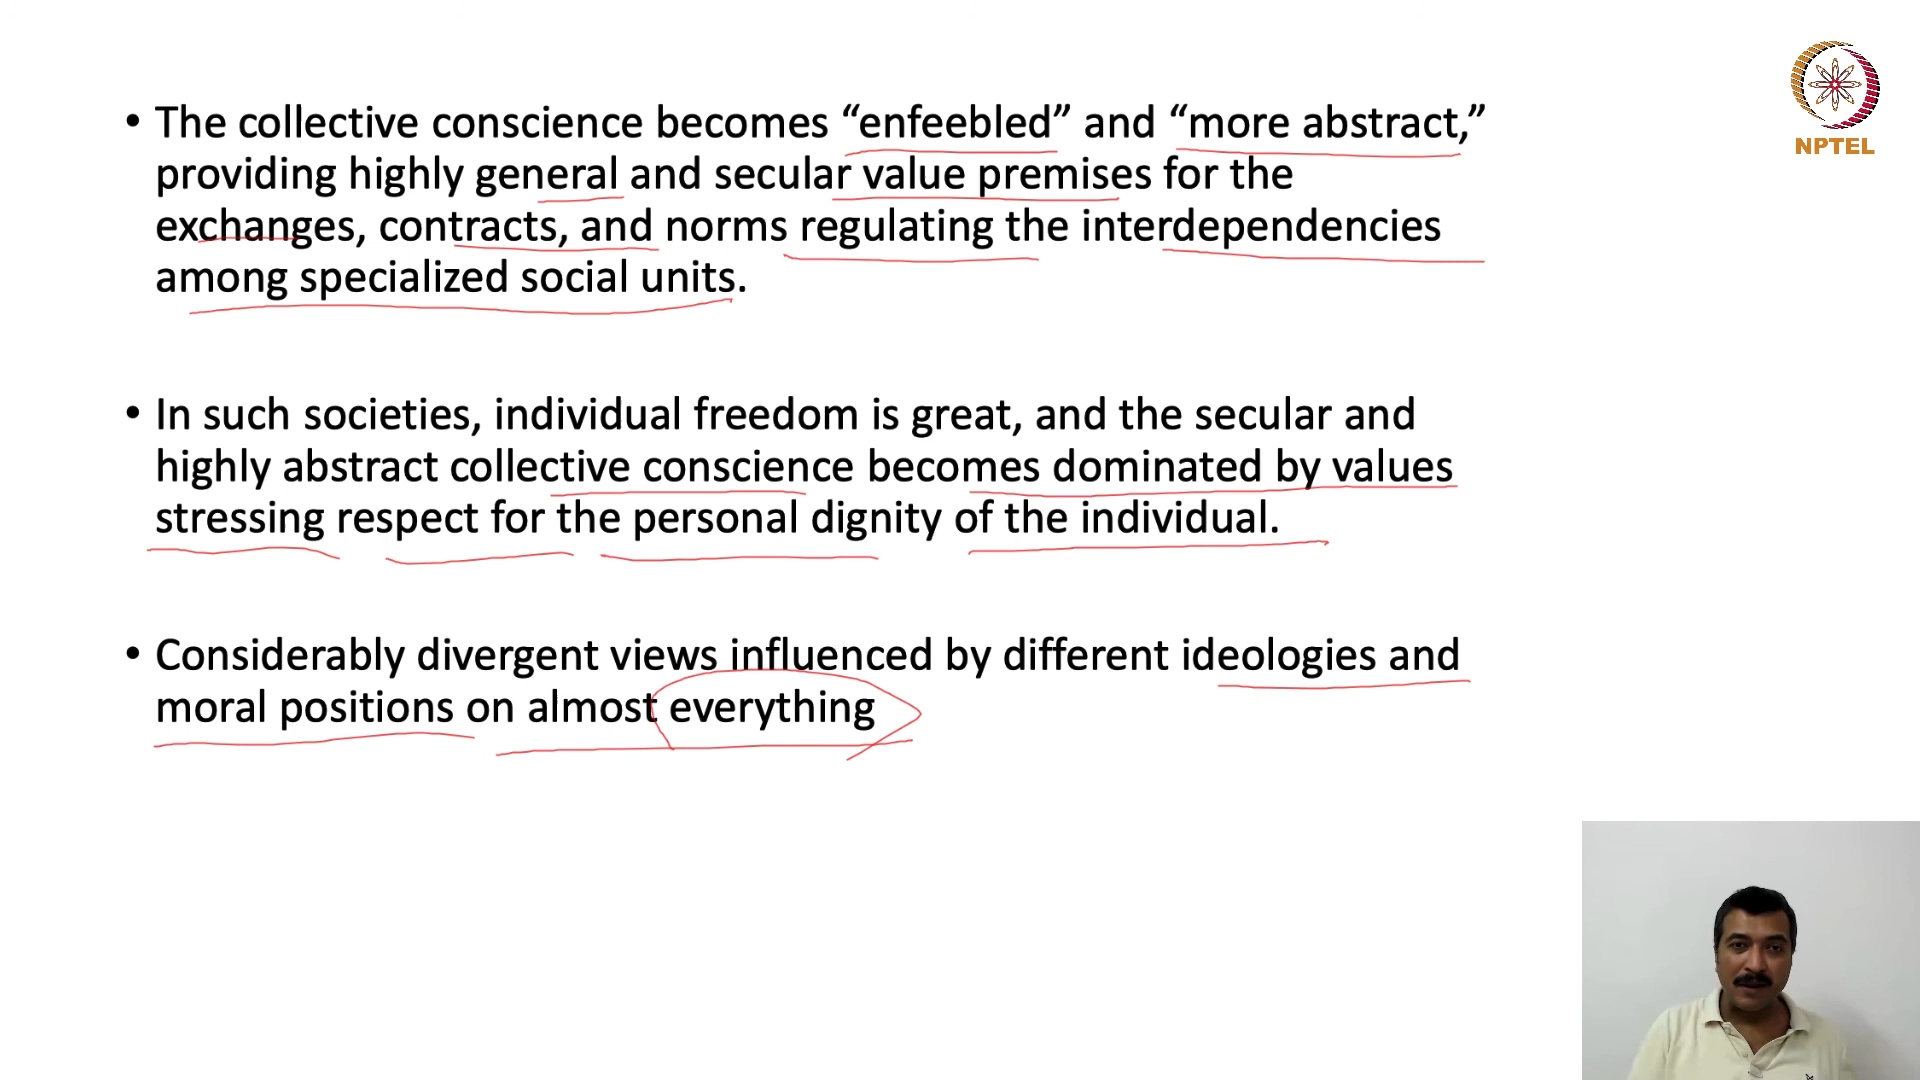 • The collective conscience becomes “enfeebled” and “more abstract,”
providing highly general and secular value premises for the
exchanges, contracts, and norms regulating the interdependencies
among specialized social units.
• In such societies, individual freedom is great, and the secular and
highly abstract collective conscience becomes dominated by values
stressing respect for the personal dignity of the individual.
• Considerably divergent views influenced by different ideologies and
moral positions on almost everything
NPTEL